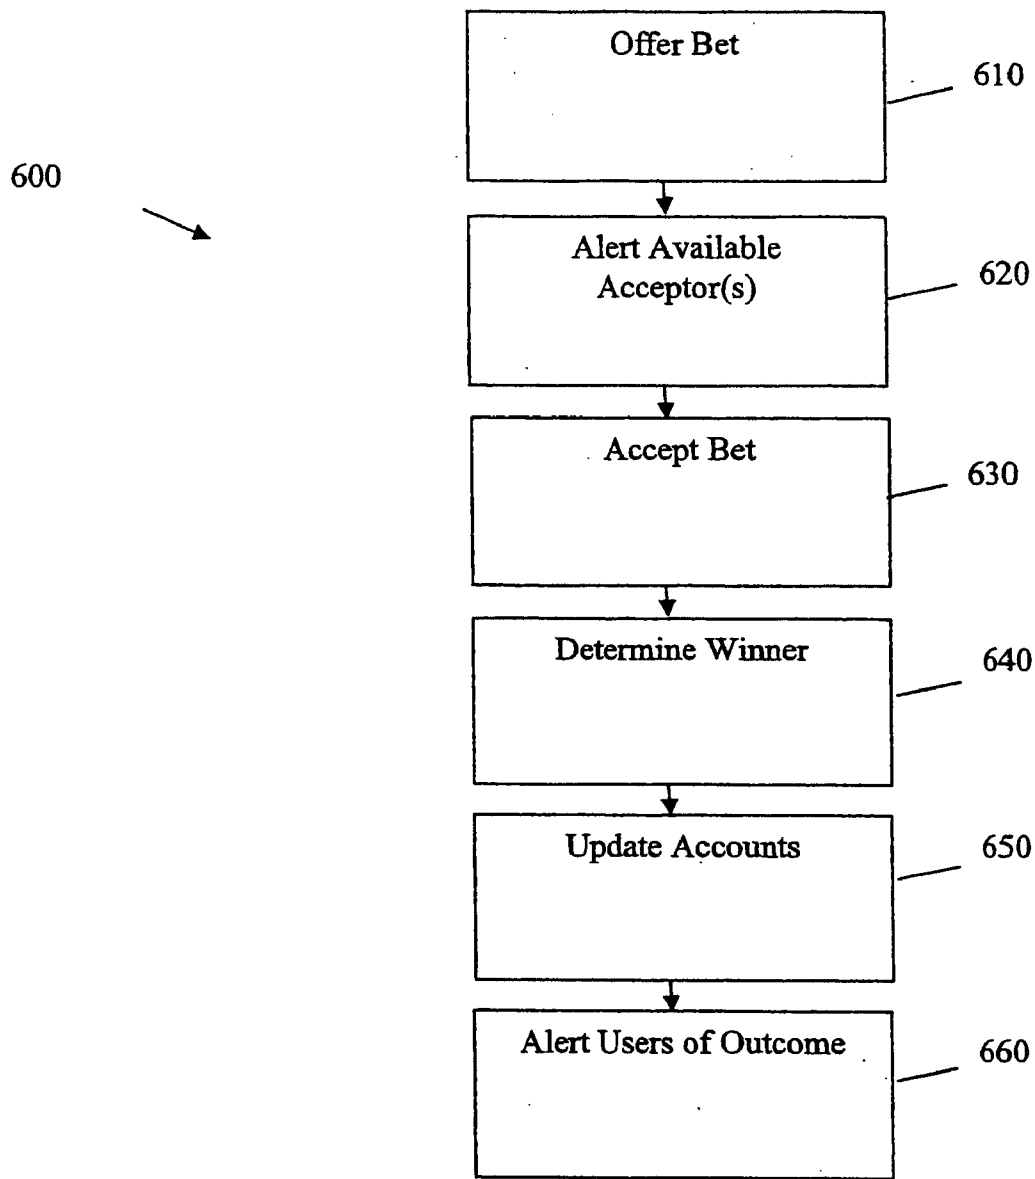 Offer Bet
610
600
Alert Available
Acceptor(s)
620
Accept Bet
630
Determine Winner
640
Update Accounts
650
Alert Users of Outcome
660